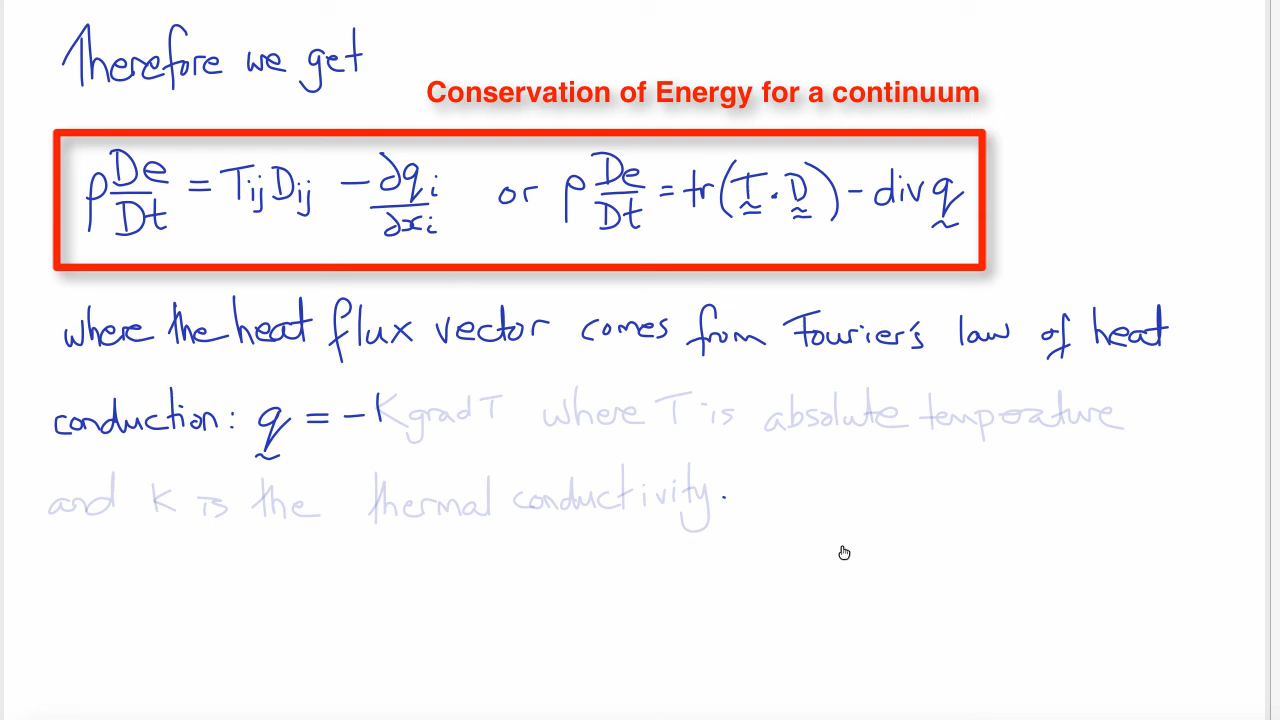 Therefore we get
Conservation of Energy for a continuum
ρ De/Dt = TijDij − ∂qi/∂xi or ρ De/Dt = tr(T̰̰ · D̰̰) − div q̰
where the heat flux vector comes from Fourier's law of heat
conduction: q̰ = −K grad T where T is absolute temperature
and K is the thermal conductivity.